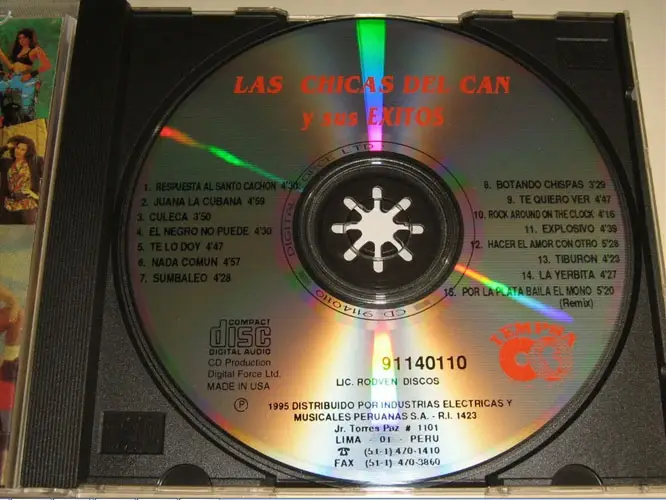 LAS CHICAS DEL CAN
y sus EXITOS
1. RESPUESTA AL SANTO CACHON 4'30
2. JUANA LA CUBANA 4'59
3. CULECA 3'50
4. EL NEGRO NO PUEDE 4'30
5. TE LO DOY 4'47
6. NADA COMUN 4'57
7. SUMBALEO 4'28
8. BOTANDO CHISPAS 3'29
9. TE QUIERO VER 4'47
10. ROCK AROUND ON THE CLOCK 4'16
11. EXPLOSIVO 4'39
12. HACER EL AMOR CON OTRO 5'28
13. TIBURON 4'23
14. LA YERBITA 4'27
15. POR LA PLATA BAILA EL MONO 5'20
(Remix)
DIGITAL FORCE LTD
CD 91140110
COMPACT
disc
DIGITAL AUDIO
CD Production
Digital Force Ltd,
MADE IN USA
91140110
LIC. RODVEN DISCOS
IEMPSA
℗ 1995 DISTRIBUIDO POR INDUSTRIAS ELECTRICAS Y
MUSICALES PERUANAS S.A. - R.I. 1423
Jr. Torres Paz # 1101
LIMA - 01 - PERU
☎ (51-1) 470-1410
FAX (51-1) 470-3860